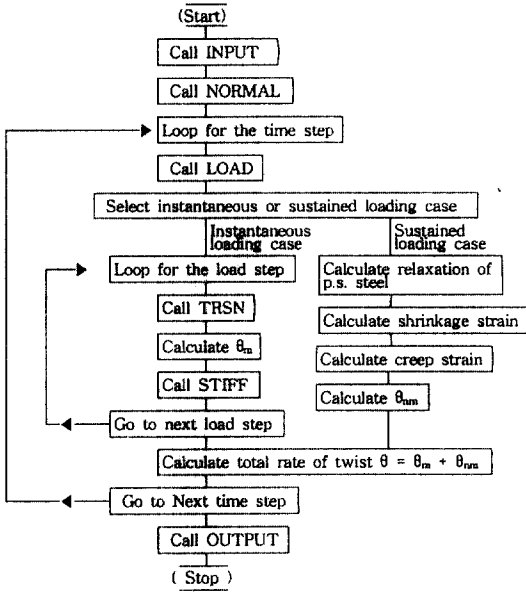 (Start)
Call INPUT
Call NORMAL
Loop for the time step
Call LOAD
Select instantaneous or sustained loading case
Instantaneous
loading case
Loop for the load step
Call TRSN
Calculate θm
Call STIFF
Go to next load step
Sustained
loading case
Calculate relaxation of
p.s. steel
Calculate shrinkage strain
Calculate creep strain
Calculate θnm
Calculate total rate of twist θ = θm + θnm
Go to Next time step
Call OUTPUT
( Stop )